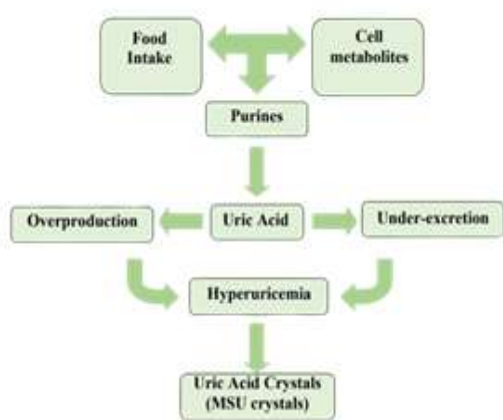 Food
Intake
Cell
metabolites
Purines
Overproduction
Uric Acid
Under-excretion
Hyperuricemia
Uric Acid Crystals
(MSU crystals)